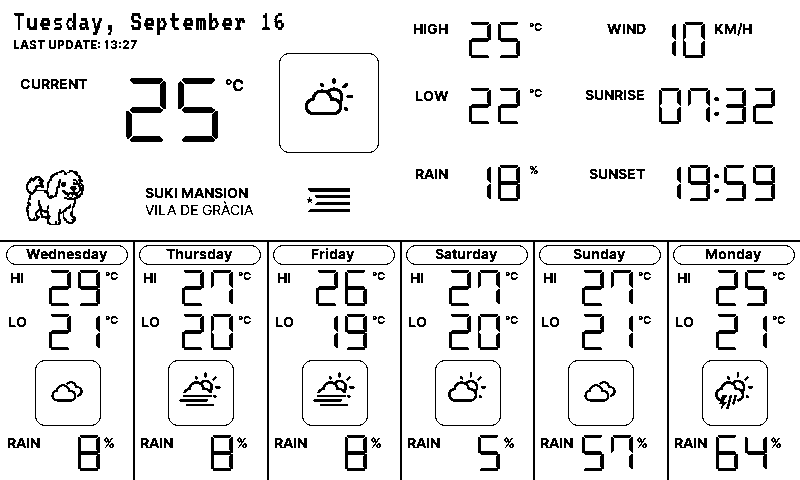 Tuesday, September 16
LAST UPDATE: 13:27
CURRENT 25 °C
HIGH 25 °C
WIND 10 KM/H
LOW 22 °C
SUNRISE 07:32
RAIN 18 %
SUNSET 19:59
SUKI MANSION
VILA DE GRÀCIA
Wednesday
HI 29 °C
LO 21 °C
RAIN 8 %
Thursday
HI 27 °C
LO 20 °C
RAIN 8 %
Friday
HI 26 °C
LO 19 °C
RAIN 8 %
Saturday
HI 27 °C
LO 20 °C
RAIN 5 %
Sunday
HI 27 °C
LO 21 °C
RAIN 57 %
Monday
HI 25 °C
LO 21 °C
RAIN 64 %